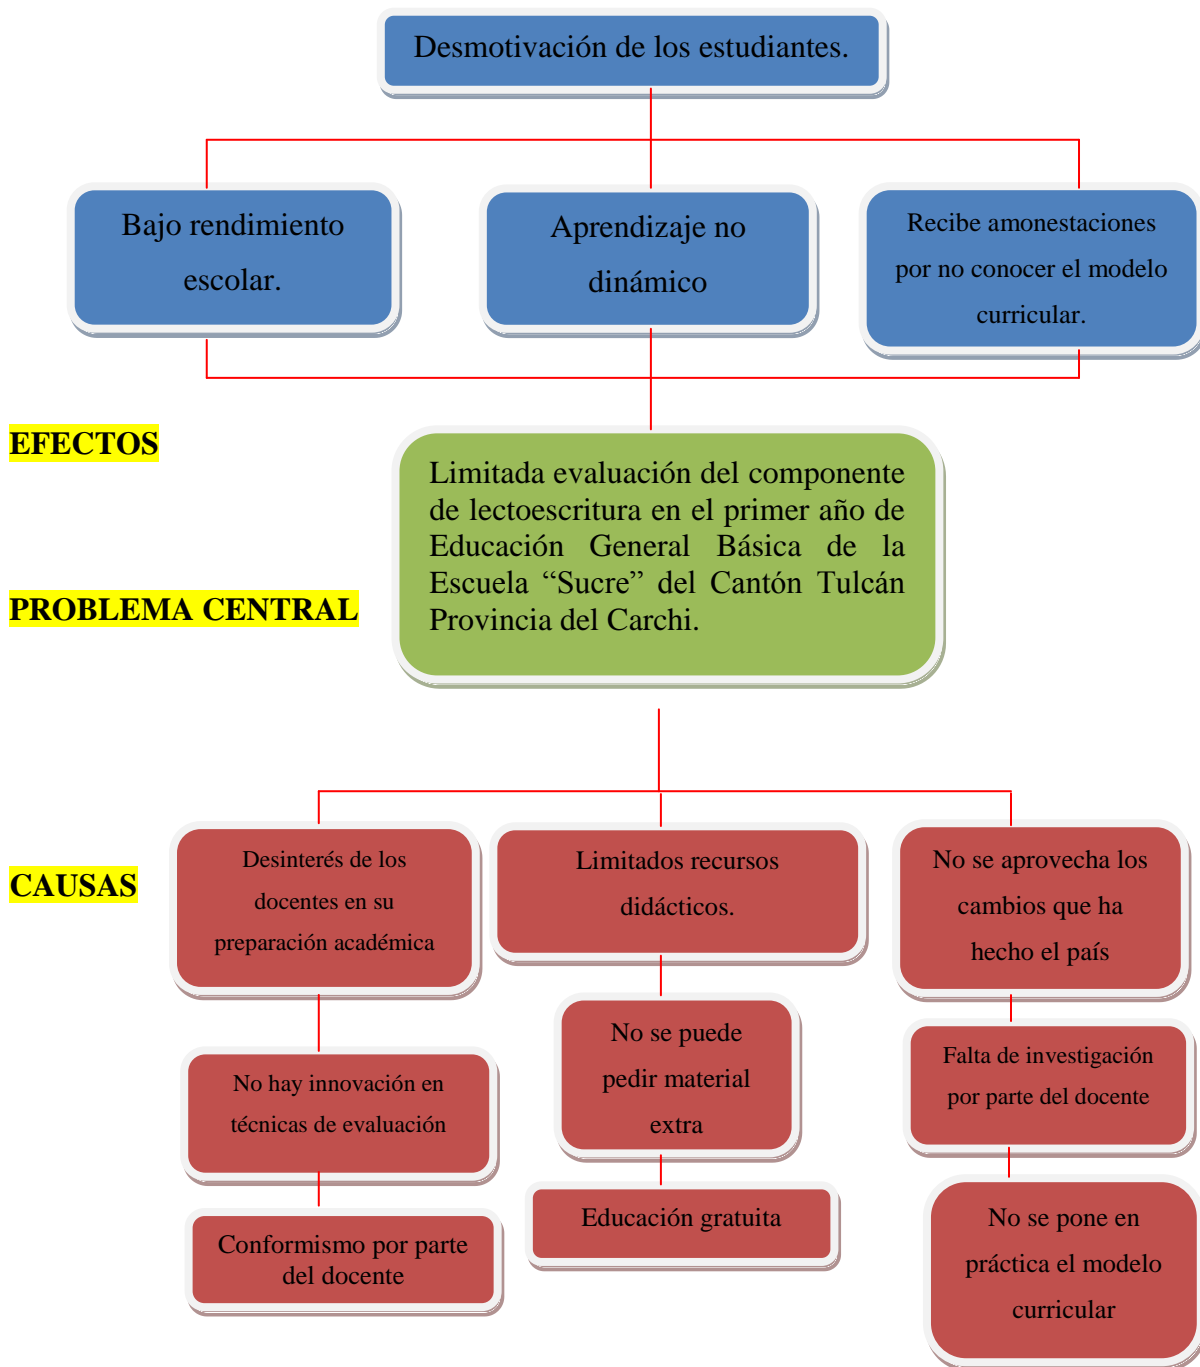 Desmotivación de los estudiantes.
Bajo rendimiento
escolar.
Aprendizaje no
dinámico
Recibe amonestaciones
por no conocer el modelo
curricular.
EFECTOS
Limitada evaluación del componente
de lectoescritura en el primer año de
Educación General Básica de la
Escuela “Sucre” del Cantón Tulcán
Provincia del Carchi.
PROBLEMA CENTRAL
CAUSAS
Desinterés de los
docentes en su
preparación académica
Limitados recursos
didácticos.
No se aprovecha los
cambios que ha
hecho el país
No hay innovación en
técnicas de evaluación
No se puede
pedir material
extra
Falta de investigación
por parte del docente
Conformismo por parte
del docente
Educación gratuita
No se pone en
práctica el modelo
curricular